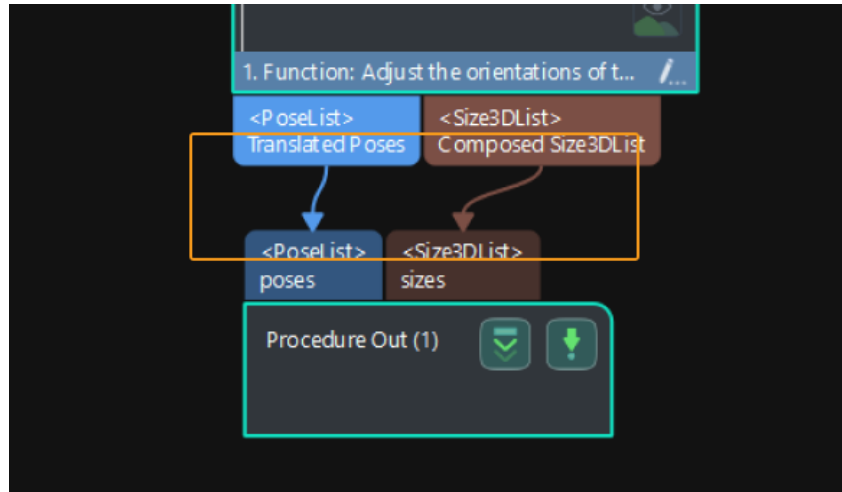 1. Function: Adjust the orientations of t...
<PoseList> <Size3DList>
Translated Poses Composed Size3DList
<PoseList> <Size3DList>
poses sizes
Procedure Out (1)